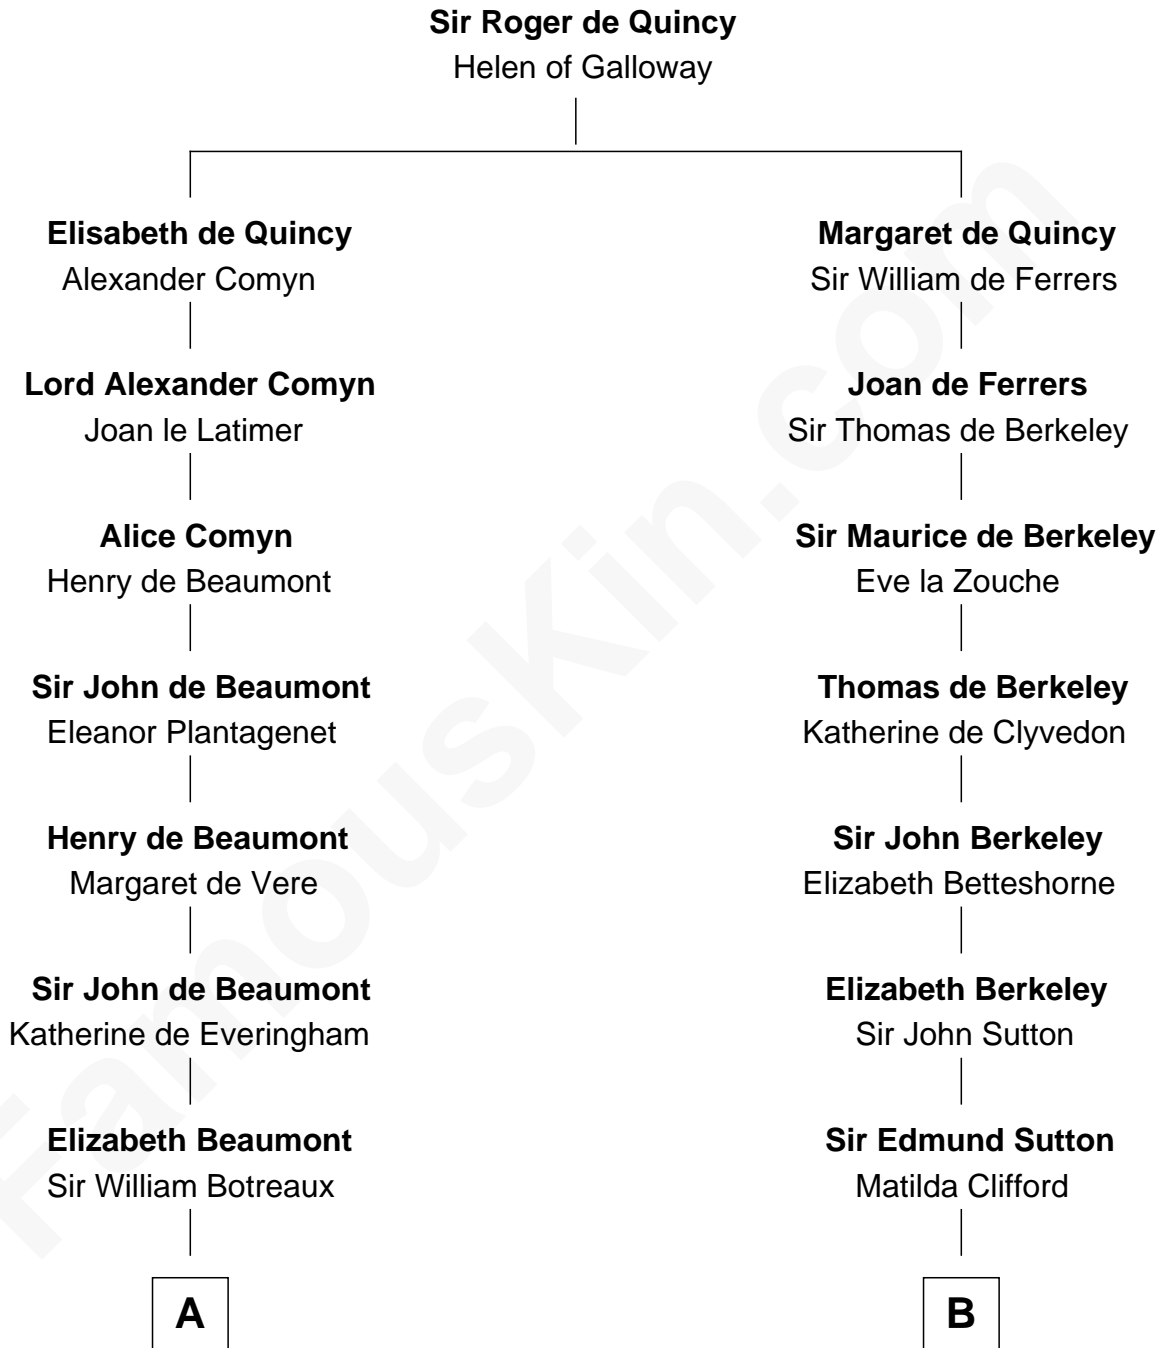 Sir Roger de Quincy
Helen of Galloway
Elisabeth de Quincy
Alexander Comyn
Margaret de Quincy
Sir William de Ferrers
Lord Alexander Comyn
Joan le Latimer
Joan de Ferrers
Sir Thomas de Berkeley
Alice Comyn
Henry de Beaumont
Sir Maurice de Berkeley
Eve la Zouche
Sir John de Beaumont
Eleanor Plantagenet
Thomas de Berkeley
Katherine de Clyvedon
Henry de Beaumont
Margaret de Vere
Sir John Berkeley
Elizabeth Betteshorne
Sir John de Beaumont
Katherine de Everingham
Elizabeth Berkeley
Sir John Sutton
Elizabeth Beaumont
Sir William Botreaux
Sir Edmund Sutton
Matilda Clifford
A
B
FamousKin.com